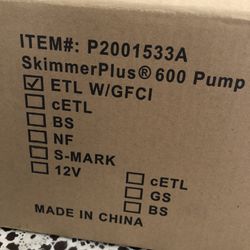 ITEM#: P2001533A
SkimmerPlus® 600 Pump
☑ ETL W/GFCI
☐ cETL
☐ BS
☐ NF
☐ S-MARK
☐ 12V
☐ cETL
☐ GS
☐ BS
MADE IN CHINA